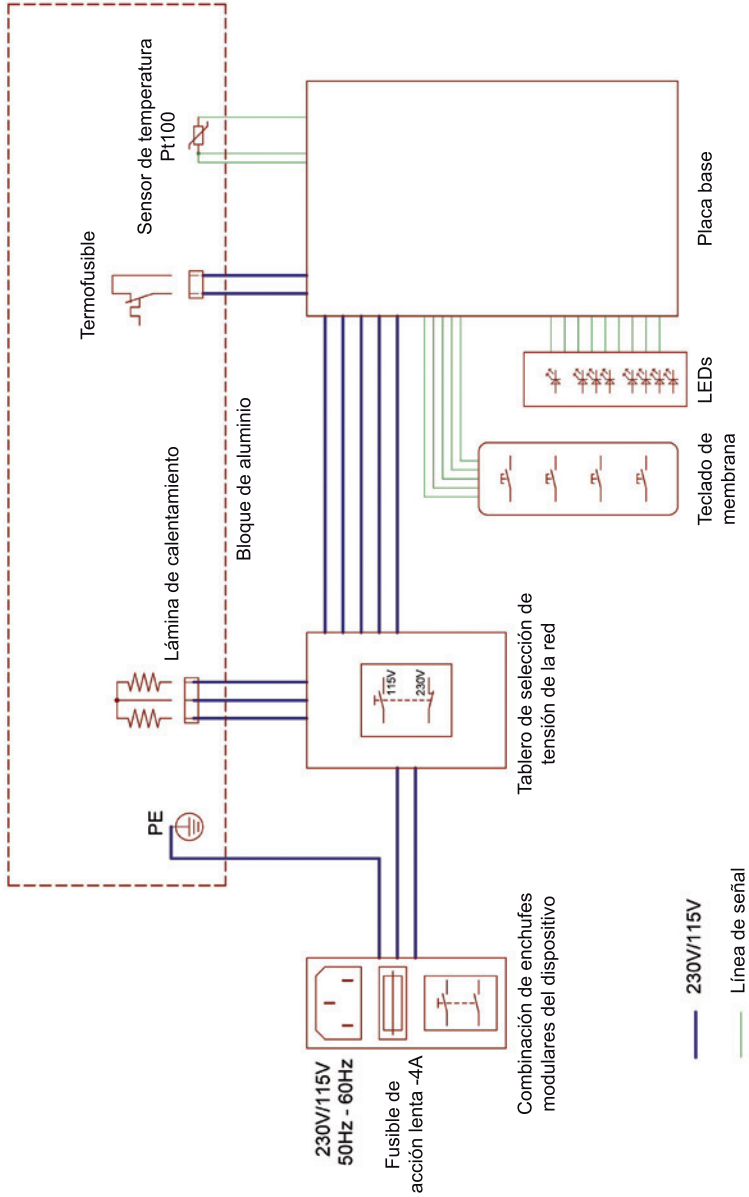 Sensor de temperatura
Pt100
Termofusible
Placa base
LEDs
Bloque de aluminio
Lámina de calentamiento
Teclado de
membrana
115V
230V
Tablero de selección de
tensión de la red
PE
Combinación de enchufes
modulares del dispositivo
230V/115V
50Hz - 60Hz
Fusible de
acción lenta -4A
230V/115V
Línea de señal